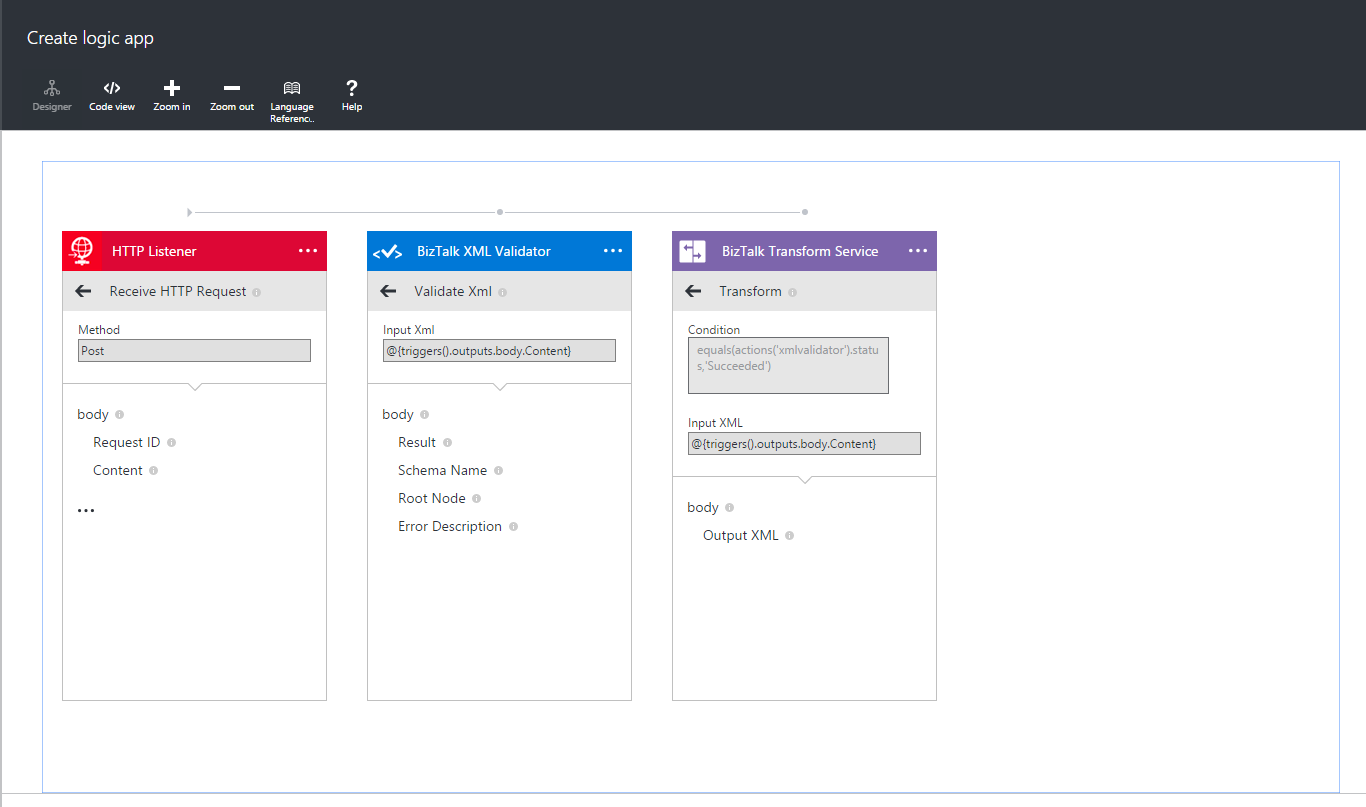 Create logic app
Designer
Code view
Zoom in
Zoom out
Language
Referenc..
Help
HTTP Listener
Receive HTTP Request
Method
Post
body
Request ID
Content
BizTalk XML Validator
Validate Xml
Input Xml
@{triggers().outputs.body.Content}
body
Result
Schema Name
Root Node
Error Description
BizTalk Transform Service
Transform
Condition
equals(actions('xmlvalidator').statu
s,'Succeeded')
Input XML
@{triggers().outputs.body.Content}
body
Output XML